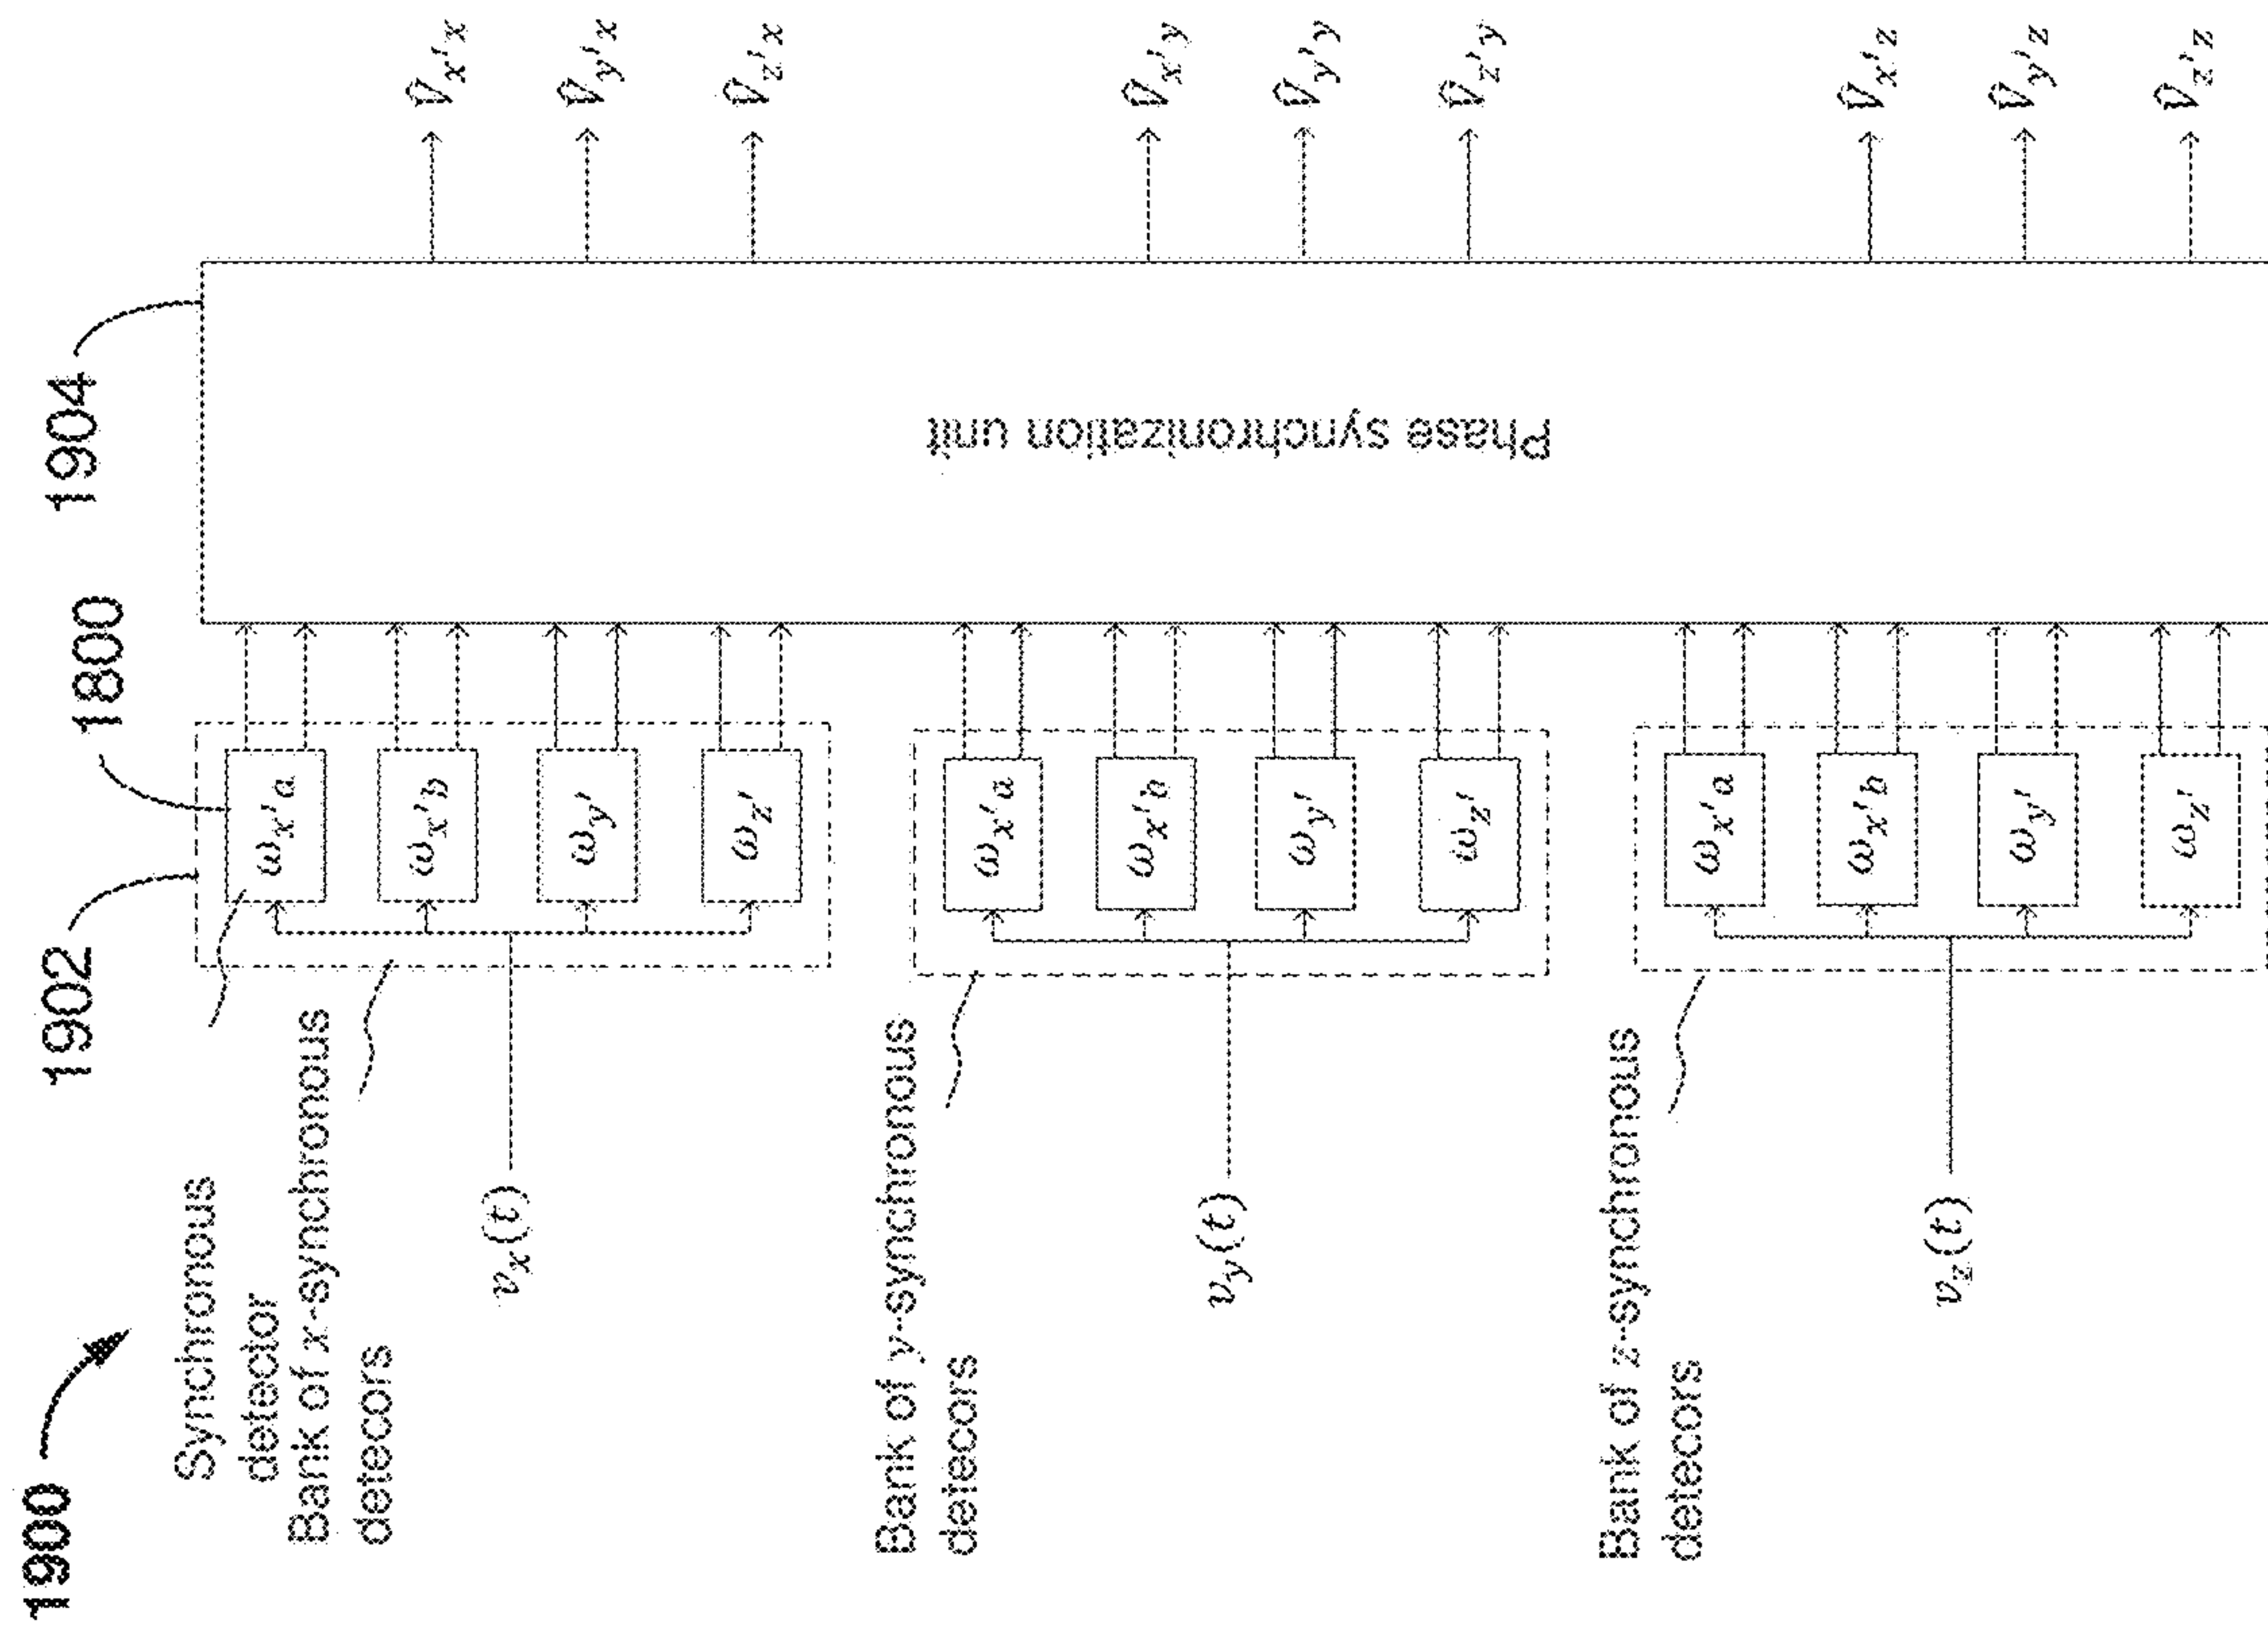 1900
1902
1800
1904
Synchronous
detector
Bank of x-synchronous
detecors
v_x(t)
ω_x'a
ω_x'b
ω_y'
ω_z'
Bank of y-synchronous
detecors
v_y(t)
ω_x'a
ω_x'b
ω_y'
ω_z'
Bank of z-synchronous
detecors
v_z(t)
ω_x'a
ω_x'b
ω_y'
ω_z'
Phase synchronization unit
V̂_x'x
V̂_y'x
V̂_z'x
V̂_x'y
V̂_y'y
V̂_z'y
V̂_x'z
V̂_y'z
V̂_z'z